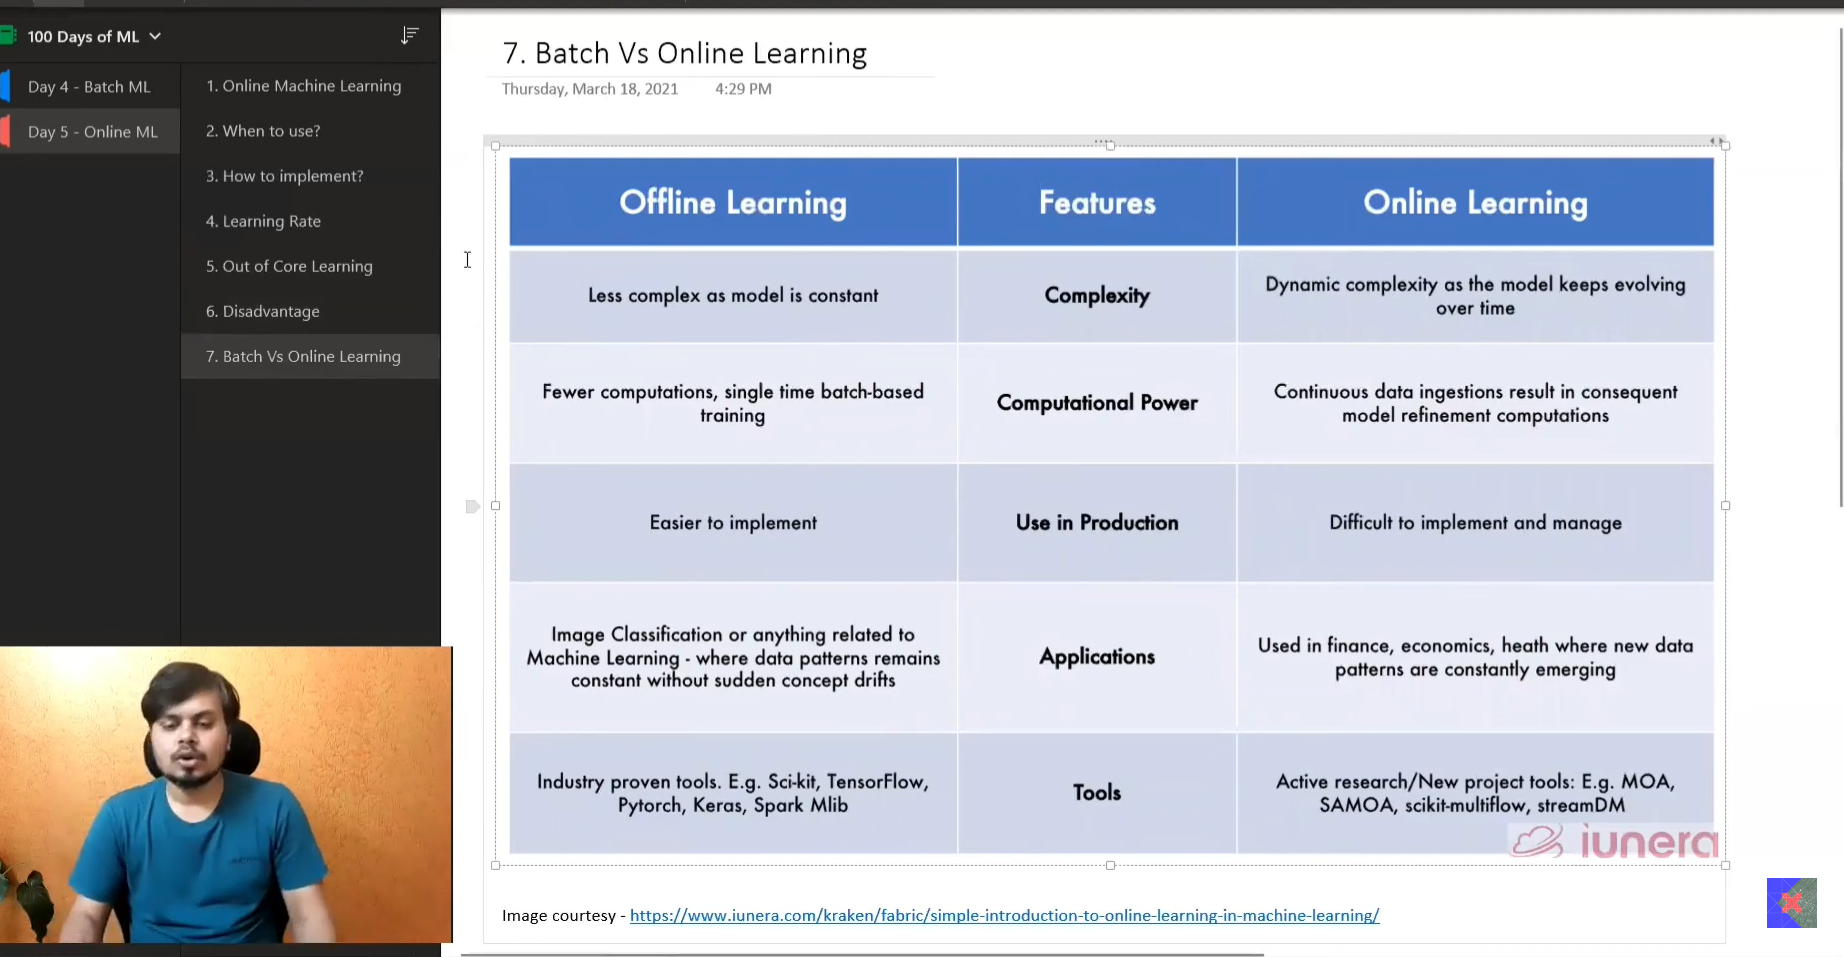 100 Days of ML
Day 4 - Batch ML
Day 5 - Online ML
1. Online Machine Learning
2. When to use?
3. How to implement?
4. Learning Rate
5. Out of Core Learning
6. Disadvantage
7. Batch Vs Online Learning
7. Batch Vs Online Learning
Thursday, March 18, 2021 4:29 PM
Offline Learning Features Online Learning
Less complex as model is constant
Complexity
Dynamic complexity as the model keeps evolving
over time
Fewer computations, single time batch-based
training
Computational Power
Continuous data ingestions result in consequent
model refinement computations
Easier to implement
Use in Production
Difficult to implement and manage
Image Classification or anything related to
Machine Learning - where data patterns remains
constant without sudden concept drifts
Applications
Used in finance, economics, heath where new data
patterns are constantly emerging
Industry proven tools. E.g. Sci-kit, TensorFlow,
Pytorch, Keras, Spark Mlib
Tools
Active research/New project tools: E.g. MOA,
SAMOA, scikit-multiflow, streamDM
iunera
Image courtesy - https://www.iunera.com/kraken/fabric/simple-introduction-to-online-learning-in-machine-learning/